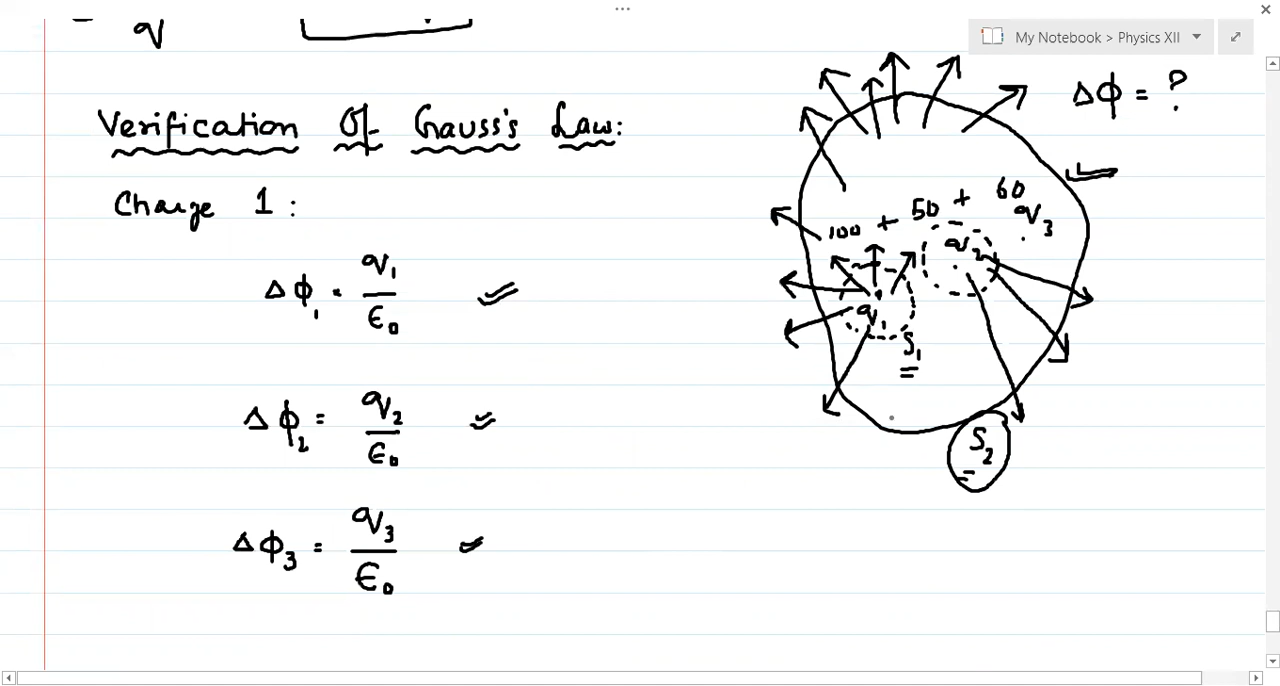 ...
My Notebook > Physics XII
q
Verification Of Gauss's Law:
Δϕ = ?
Charge 1:
100 + 50 + 60
q₃
q₂
Δϕ₁ = q₁/ϵ₀
q₁
S₁
Δϕ₂ = q₂/ϵ₀
S₂
Δϕ₃ = q₃/ϵ₀